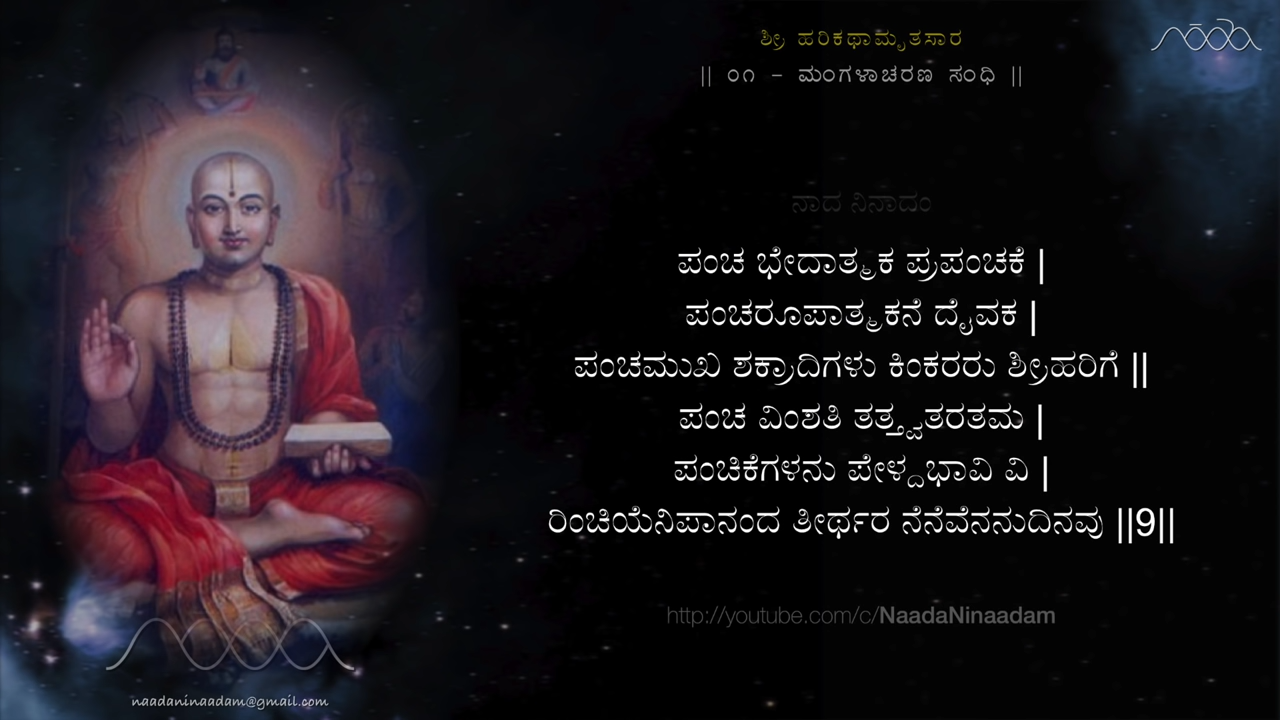 ಶ್ರೀ ಹರಿಕಥಾಮೃತಸಾರ
|| ೦೧ - ಮಂಗಳಾಚರಣ ಸಂಧಿ ||
ನಾದ
ನಾದ ನಿನಾದಂ
ಪಂಚ ಭೇದಾತ್ಮಕ ಪ್ರಪಂಚಕೆ |
ಪಂಚರೂಪಾತ್ಮಕನೆ ದೈವಕ |
ಪಂಚಮುಖ ಶಕ್ರಾದಿಗಳು ಕಿಂಕರರು ಶ್ರೀಹರಿಗೆ ||
ಪಂಚ ವಿಂಶತಿ ತತ್ತ್ವತರತಮ |
ಪಂಚಿಕೆಗಳನು ಪೇಳ್ದಭಾವಿ ವಿ |
ರಿಂಚಿಯೆನಿಪಾನಂದ ತೀರ್ಥರ ನೆನೆವೆನನುದಿನವು ||9||
http://youtube.com/c/NaadaNinaadam
naadaninaadam@gmail.com